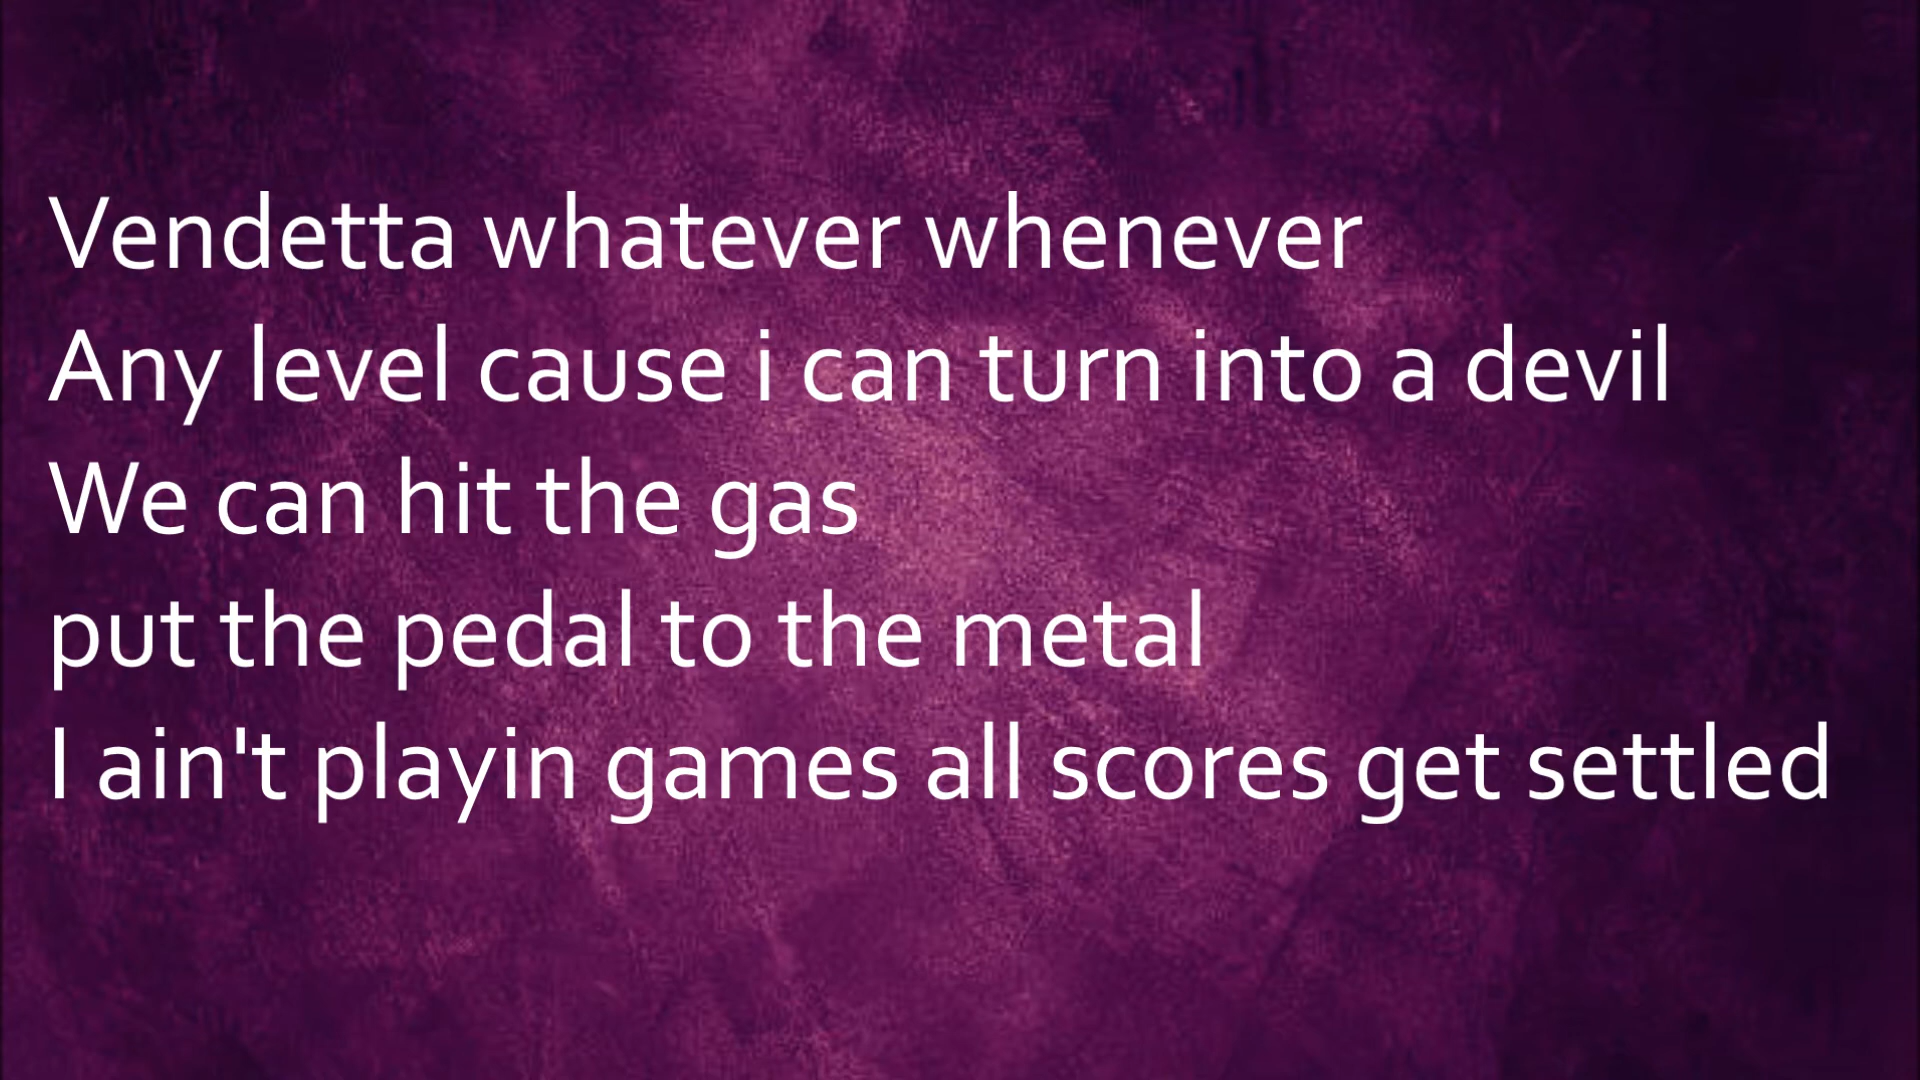 Vendetta whatever whenever
Any level cause i can turn into a devil
We can hit the gas
put the pedal to the metal
I ain't playin games all scores get settled